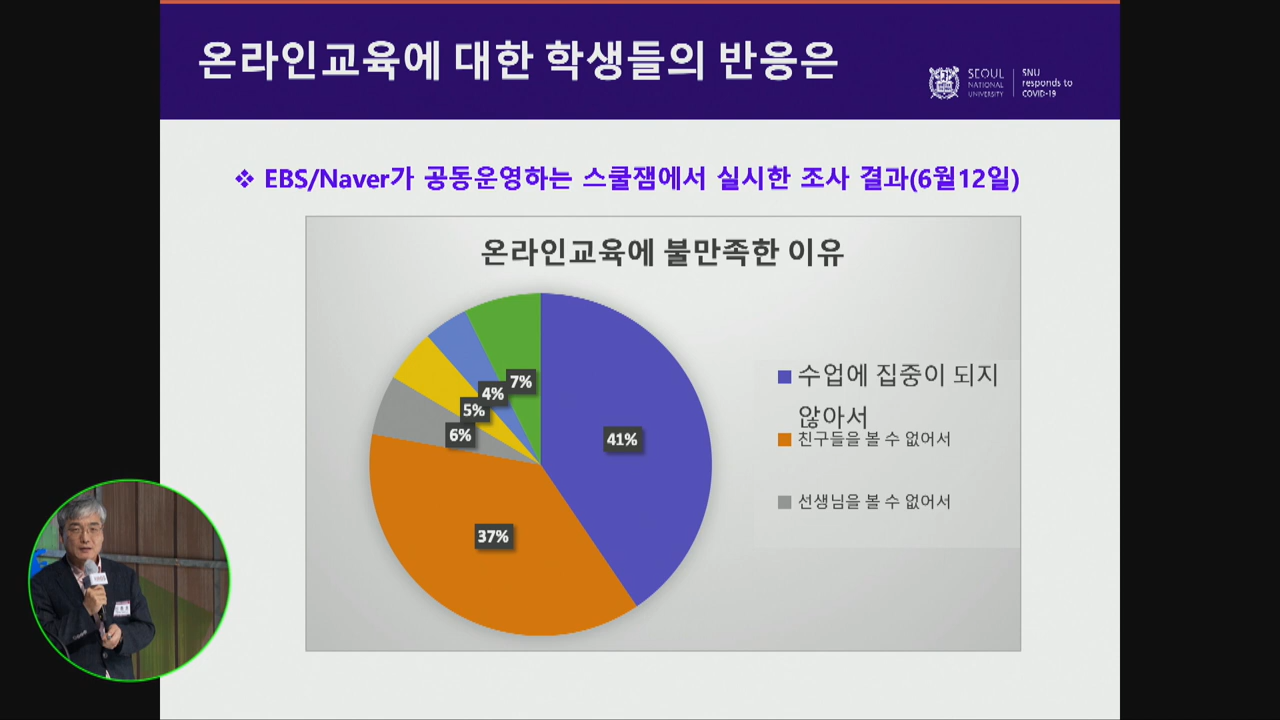 온라인교육에 대한 학생들의 반응은
SEOUL
NATIONAL
UNIVERSITY
SNU
responds to
COVID-19
❖ EBS/Naver가 공동운영하는 스쿨잼에서 실시한 조사 결과(6월12일)
온라인교육에 불만족한 이유
7%
4%
5%
6%
41%
37%
수업에 집중이 되지
않아서
친구들을 볼 수 없어서
선생님을 볼 수 없어서